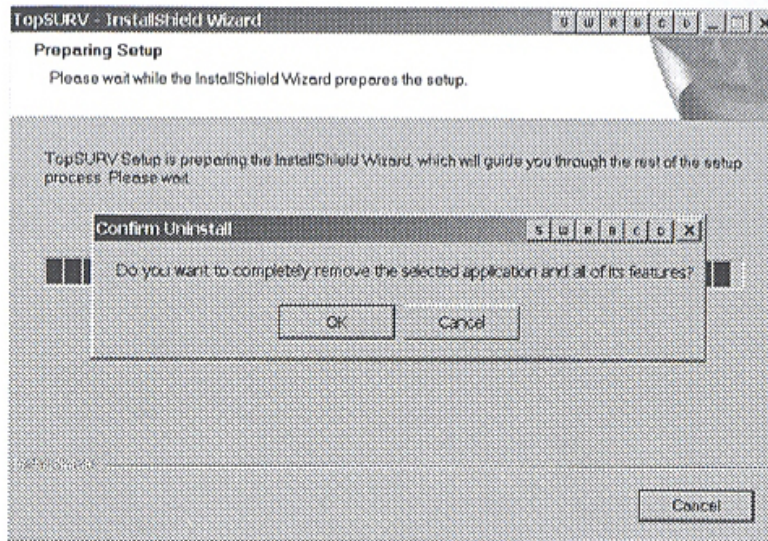 TopSURV - InstallShield Wizard
Preparing Setup
Please wait while the InstallShield Wizard prepares the setup.
TopSURV Setup is preparing the InstallShield Wizard, which will guide you through the rest of the setup
process. Please wait.
Confirm Uninstall
S W R B C D X
Do you want to completely remove the selected application and all of its features?
OK
Cancel
Cancel